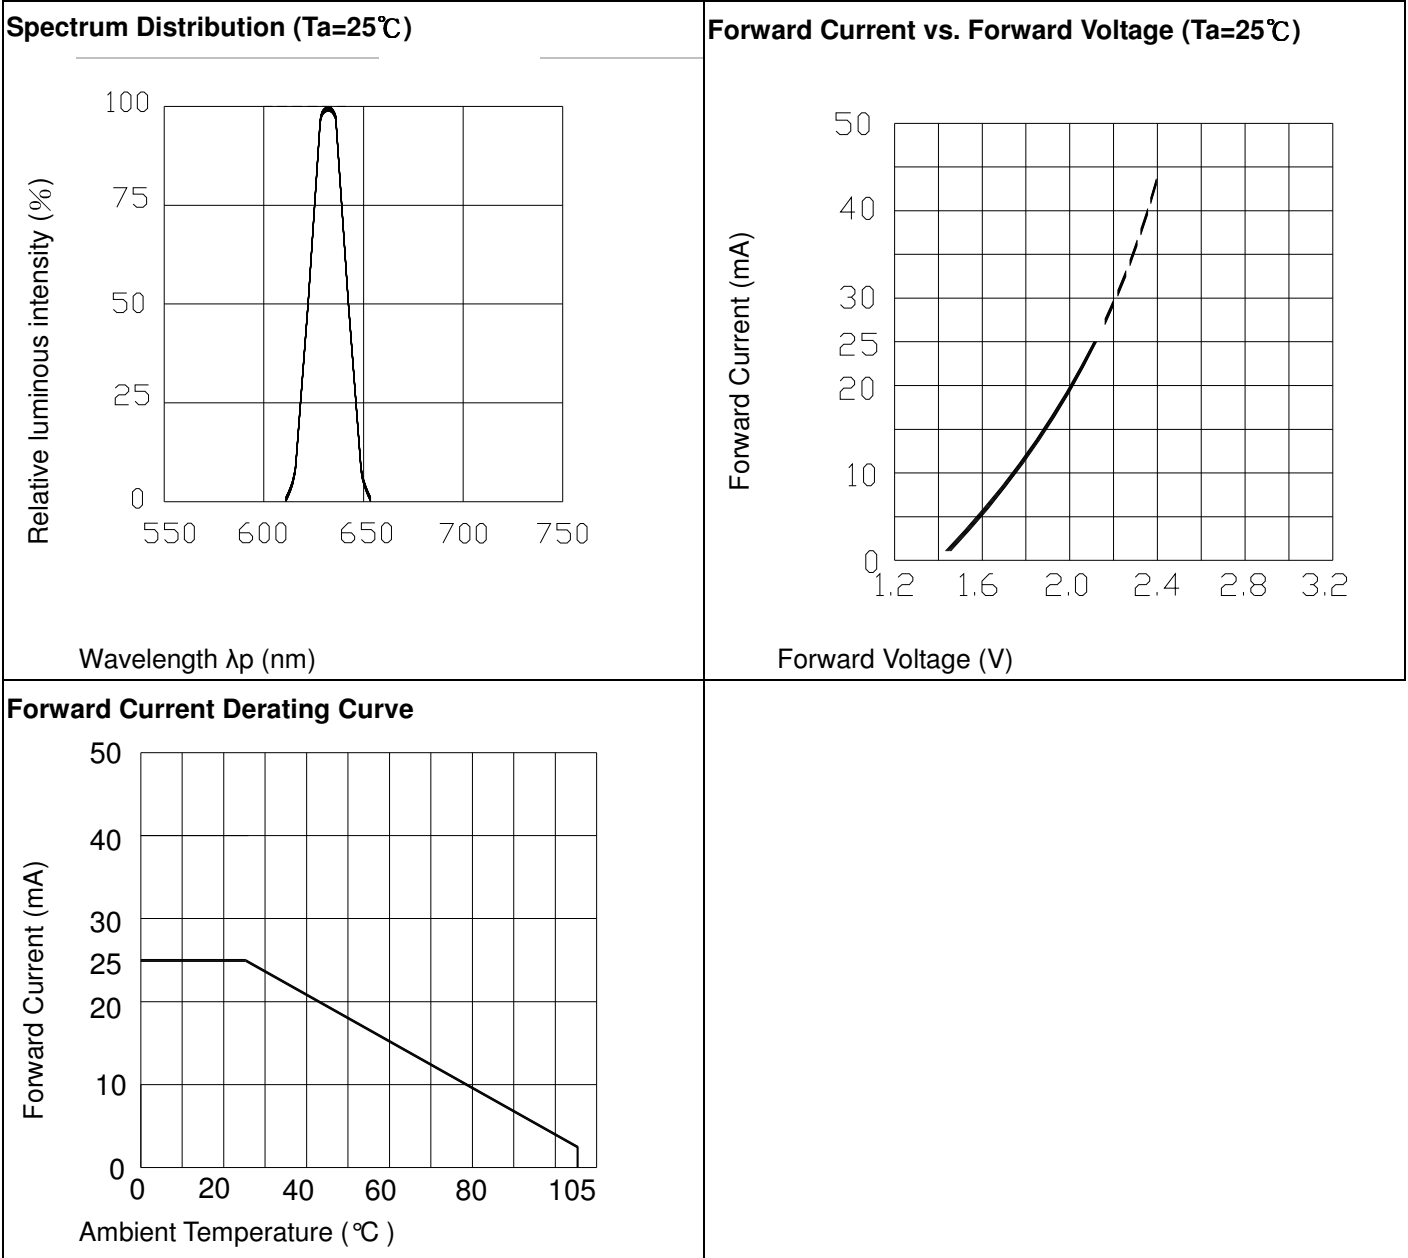 Spectrum Distribution (Ta=25℃)
100
75
50
25
0
550 600 650 700 750
Relative luminous intensity (%)
Wavelength λp (nm)
Forward Current vs. Forward Voltage (Ta=25℃)
50
40
30
25
20
10
0
1.2 1.6 2.0 2.4 2.8 3.2
Forward Current (mA)
Forward Voltage (V)
Forward Current Derating Curve
50
40
30
25
20
10
0
0 20 40 60 80 105
Forward Current (mA)
Ambient Temperature ( ℃ )